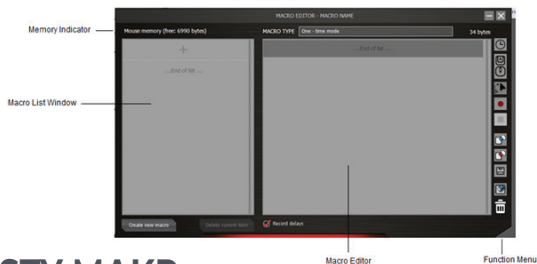 MACRO EDITOR - MACRO NAME
Memory Indicator
Mouse memory (free: 6990 bytes)
MACRO TYPE One - time mode 34 bytes
...End of list ...
...End of list ...
Macro List Window
Create new macro
Delete current item
Record delays
Macro Editor
Function Menu